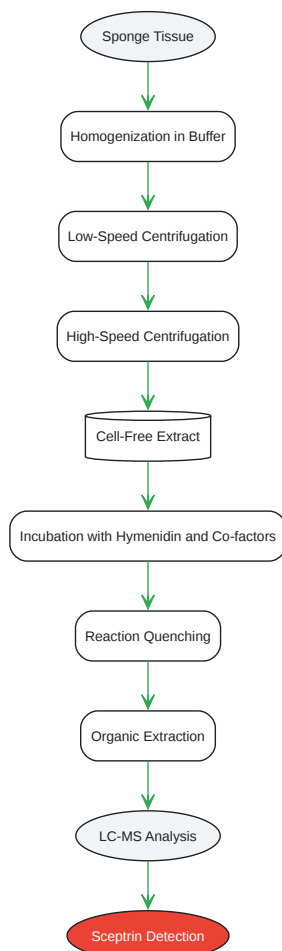 Sponge Tissue
Homogenization in Buffer
Low-Speed Centrifugation
High-Speed Centrifugation
Cell-Free Extract
Incubation with Hymenidin and Co-factors
Reaction Quenching
Organic Extraction
LC-MS Analysis
Sceptrin Detection